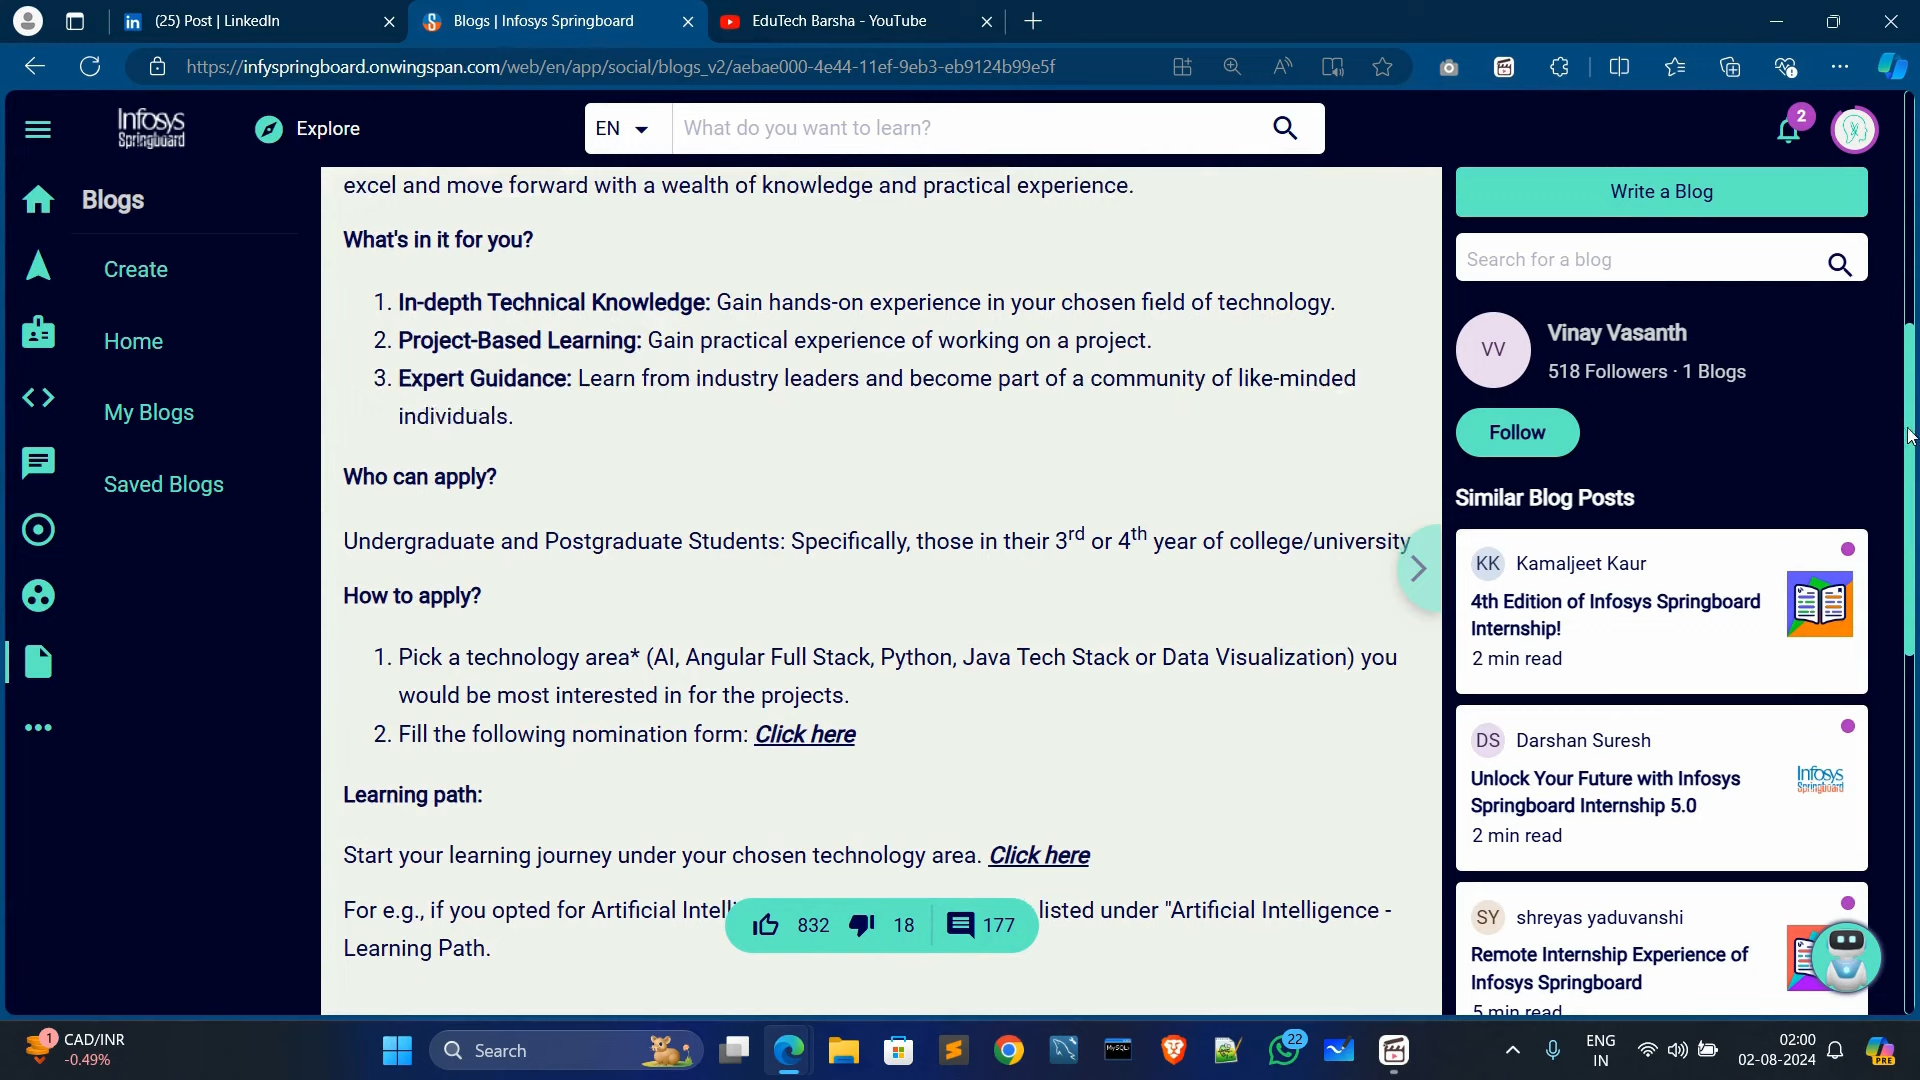 (25) Post | LinkedIn
Blogs | Infosys Springboard
EduTech Barsha - YouTube
https://infyspringboard.onwingspan.com/web/en/app/social/blogs_v2/aebae000-4e44-11ef-9eb3-eb9124b99e5f
Infosys
Springboard
Explore
EN
What do you want to learn?
2
Blogs
Create
Home
My Blogs
Saved Blogs
excel and move forward with a wealth of knowledge and practical experience.
What's in it for you?
1. In-depth Technical Knowledge: Gain hands-on experience in your chosen field of technology.
2. Project-Based Learning: Gain practical experience of working on a project.
3. Expert Guidance: Learn from industry leaders and become part of a community of like-minded
individuals.
Who can apply?
Undergraduate and Postgraduate Students: Specifically, those in their 3rd or 4th year of college/university
How to apply?
1. Pick a technology area* (AI, Angular Full Stack, Python, Java Tech Stack or Data Visualization) you
would be most interested in for the projects.
2. Fill the following nomination form: Click here
Learning path:
Start your learning journey under your chosen technology area. Click here
For e.g., if you opted for Artificial Intelli listed under "Artificial Intelligence -
Learning Path.
832
18
177
Write a Blog
Search for a blog
VV
Vinay Vasanth
518 Followers · 1 Blogs
Follow
Similar Blog Posts
KK
Kamaljeet Kaur
4th Edition of Infosys Springboard
Internship!
2 min read
DS
Darshan Suresh
Unlock Your Future with Infosys
Springboard Internship 5.0
2 min read
Infosys
Springboard
SY
shreyas yaduvanshi
Remote Internship Experience of
Infosys Springboard
5 min read
1
CAD/INR
-0.49%
Search
MySQL
22
ENG
IN
02:00
02-08-2024
PRE